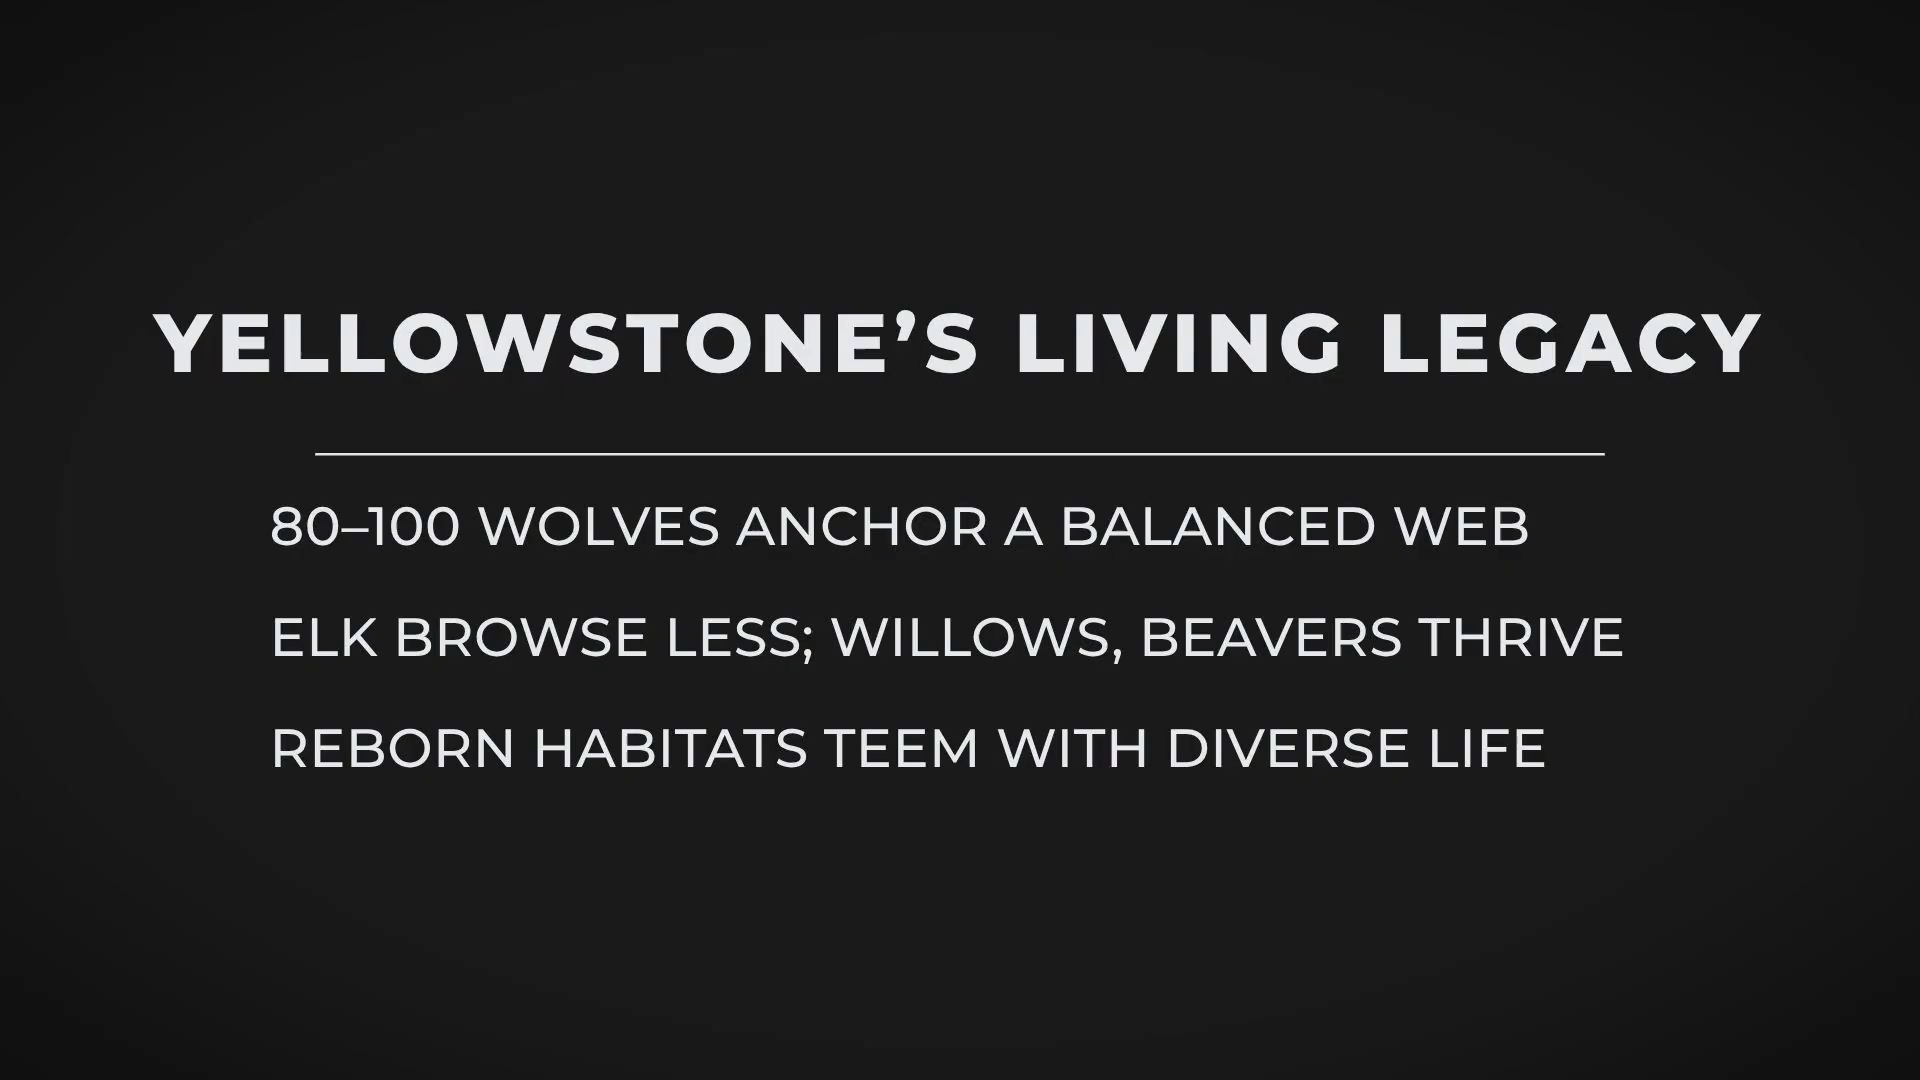 YELLOWSTONE’S LIVING LEGACY
80–100 WOLVES ANCHOR A BALANCED WEB
ELK BROWSE LESS; WILLOWS, BEAVERS THRIVE
REBORN HABITATS TEEM WITH DIVERSE LIFE